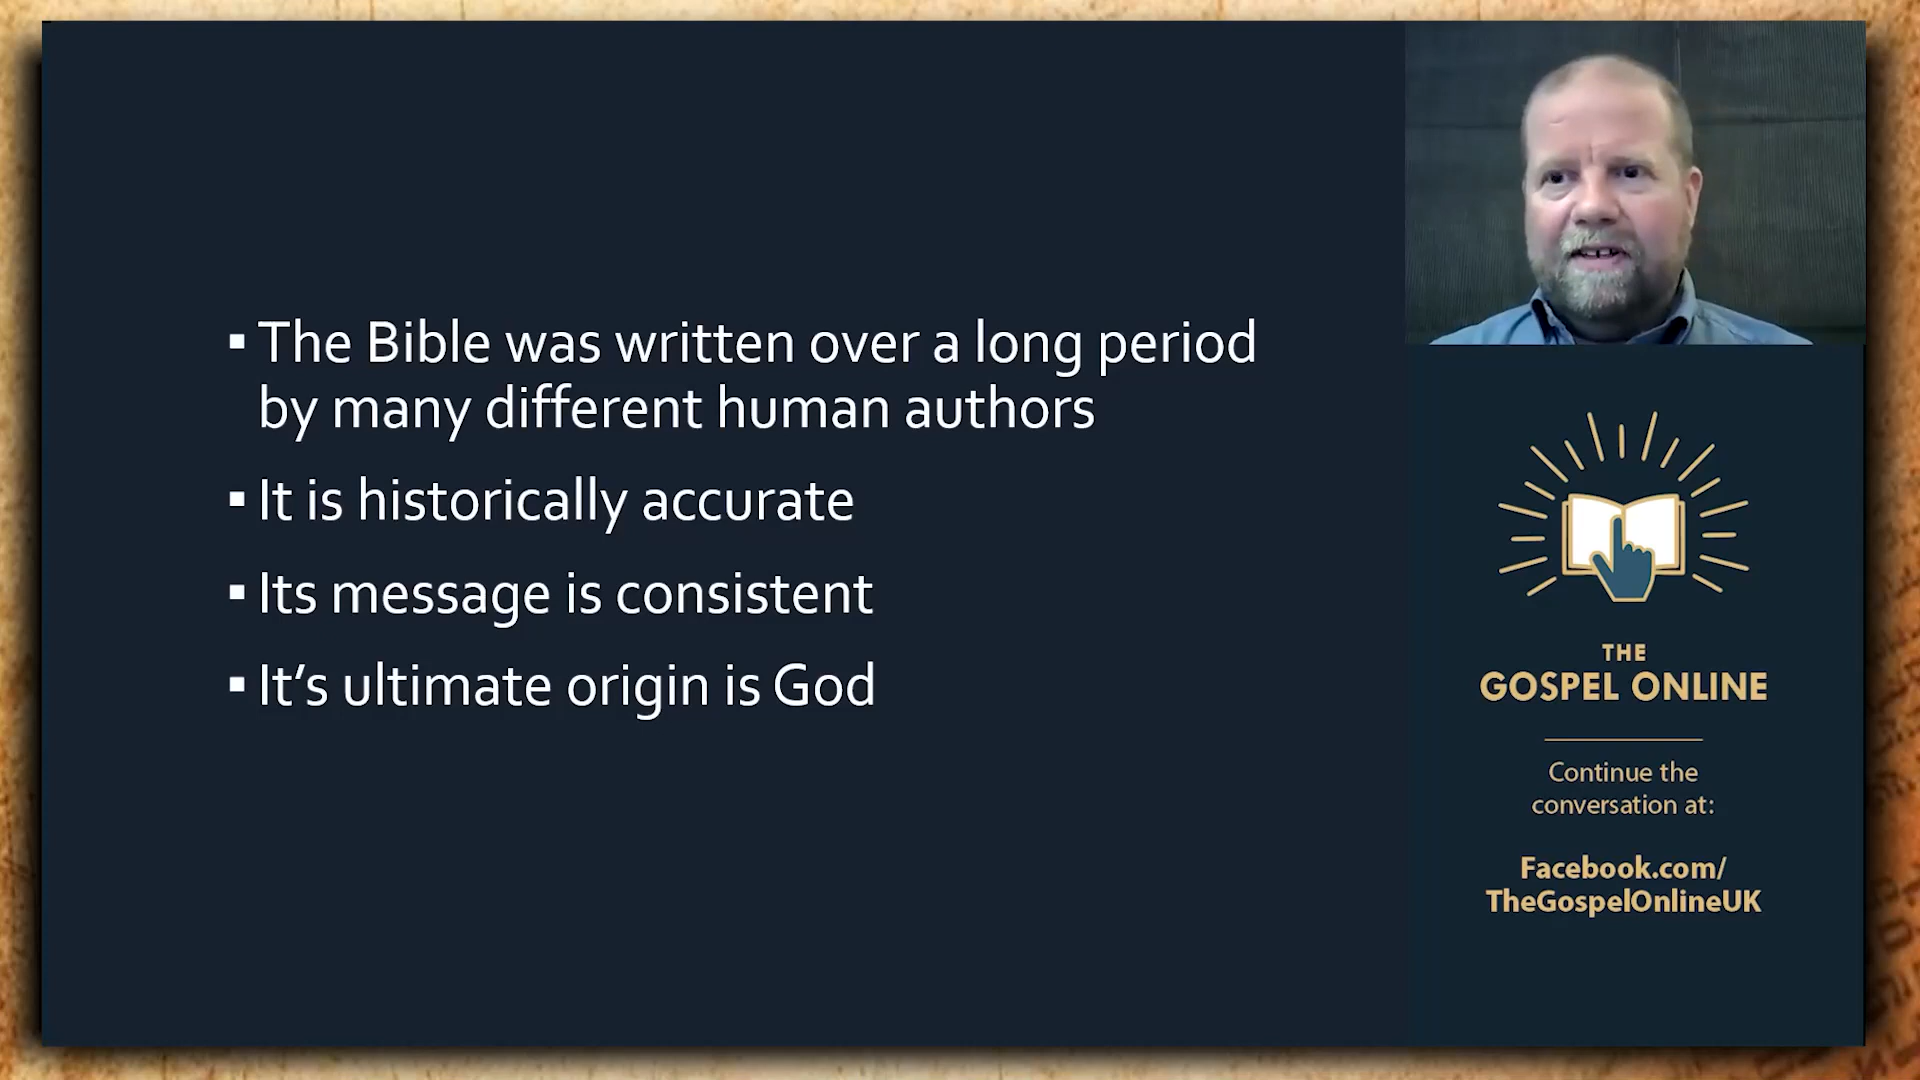 ▪ The Bible was written over a long period
by many different human authors
▪ It is historically accurate
▪ Its message is consistent
▪ It’s ultimate origin is God
THE
GOSPEL ONLINE
Continue the
conversation at:
Facebook.com/
TheGospelOnlineUK